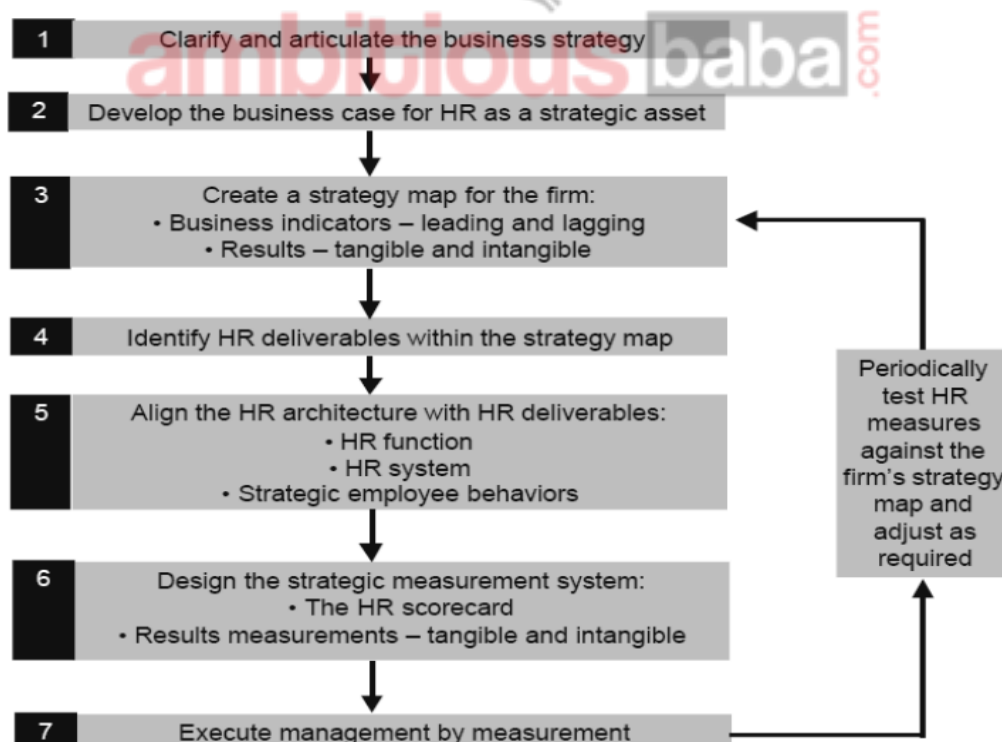 ambitious baba .com
1 Clarify and articulate the business strategy
2 Develop the business case for HR as a strategic asset
3 Create a strategy map for the firm:
• Business indicators – leading and lagging
• Results – tangible and intangible
4 Identify HR deliverables within the strategy map
5 Align the HR architecture with HR deliverables:
• HR function
• HR system
• Strategic employee behaviors
6 Design the strategic measurement system:
• The HR scorecard
• Results measurements – tangible and intangible
7 Execute management by measurement
Periodically
test HR
measures
against the
firm's strategy
map and
adjust as
required